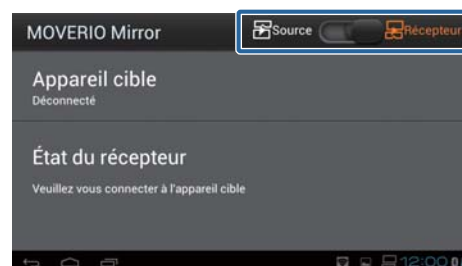 MOVERIO Mirror
Source
Récepteur
Appareil cible
Déconnecté
État du récepteur
Veuillez vous connecter à l'appareil cible
12:00